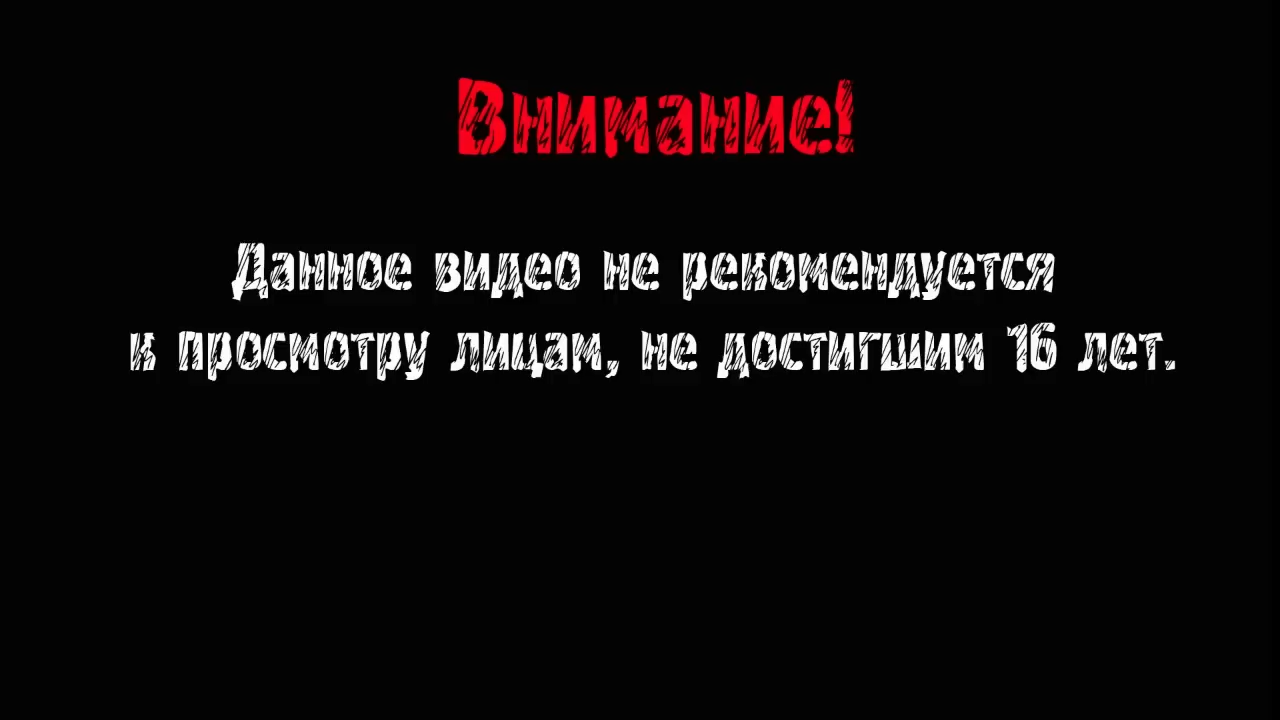 Внимание!
Данное видео не рекомендуется
к просмотру лицам, не достигшим 16 лет.